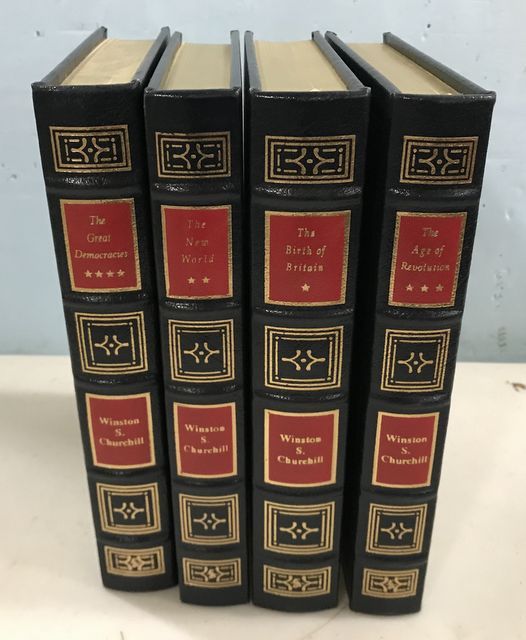 The
Great
Democracies
★★★★
Winston
S.
Churchill
The
New
World
★★
Winston
S.
Churchill
The
Birth of
Britain
★
Winston
S.
Churchill
The
Age of
Revolution
★★★
Winston
S.
Churchill